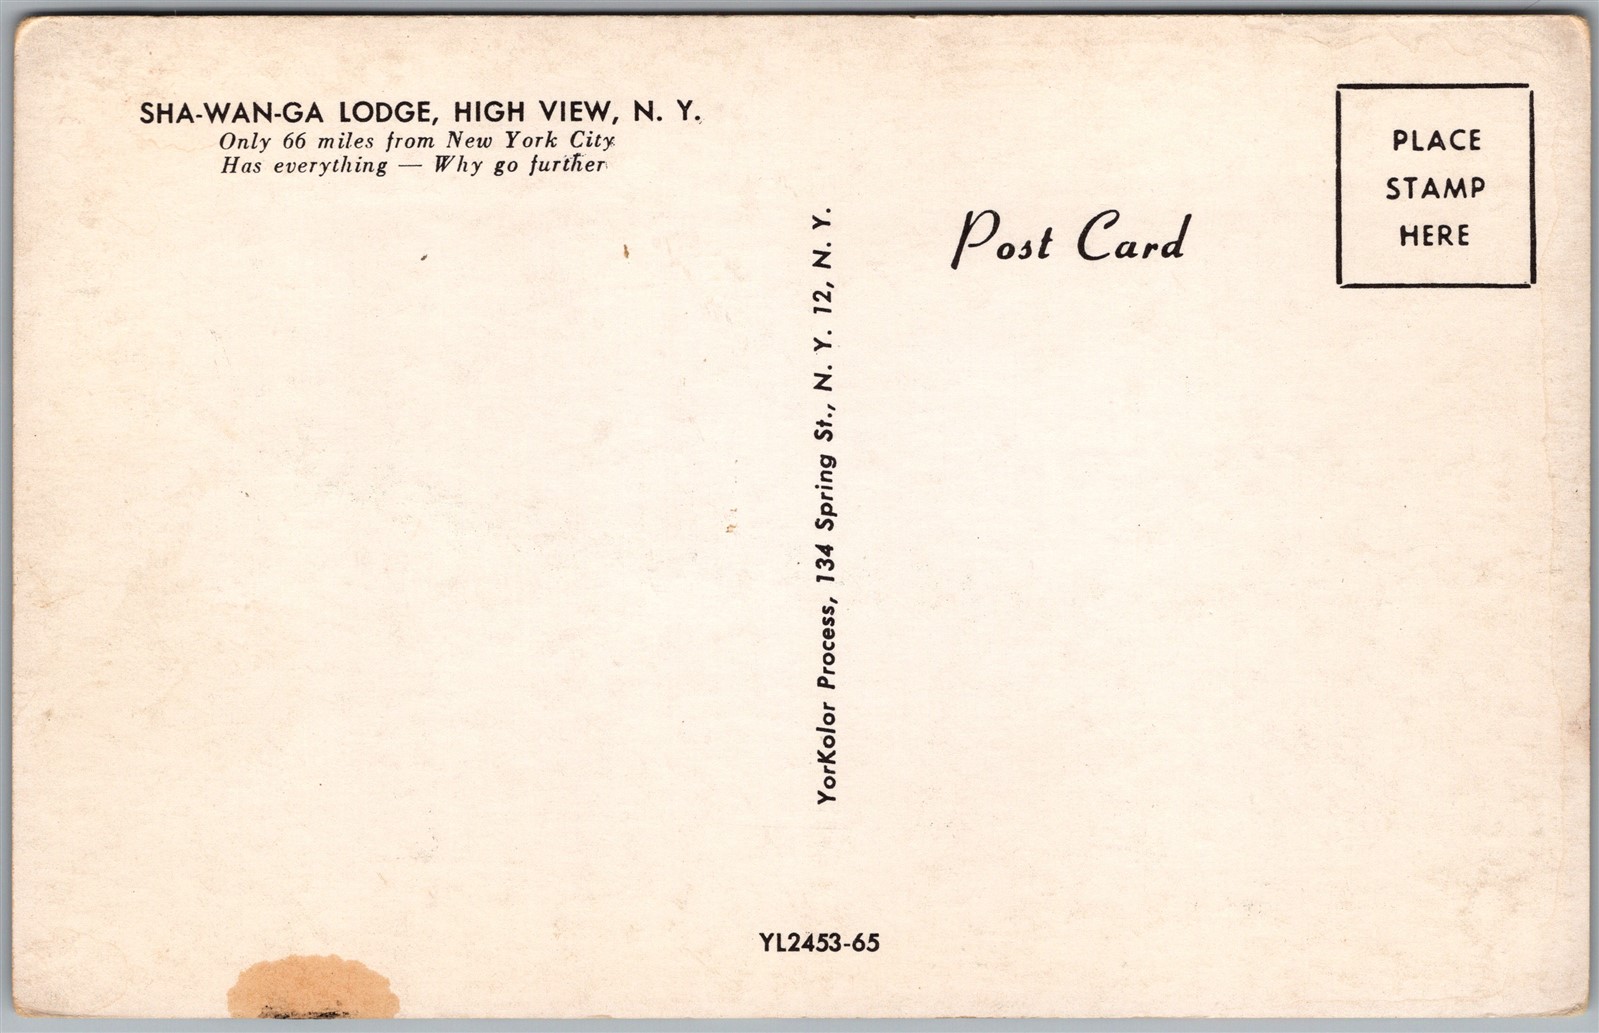 SHA-WAN-GA LODGE, HIGH VIEW, N. Y.
Only 66 miles from New York City
Has everything — Why go further
PLACE
STAMP
HERE
Post Card
YorKolor Process, 134 Spring St., N. Y. 12, N. Y.
YL2453-65